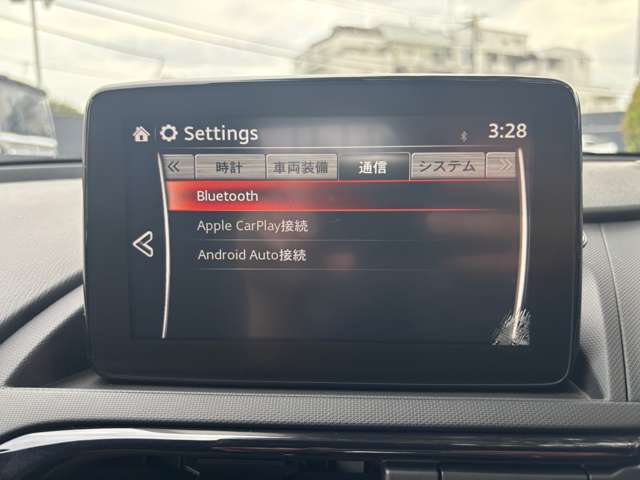 Settings 3:28
時計 車両装備 通信 システム
Bluetooth
Apple CarPlay接続
Android Auto接続